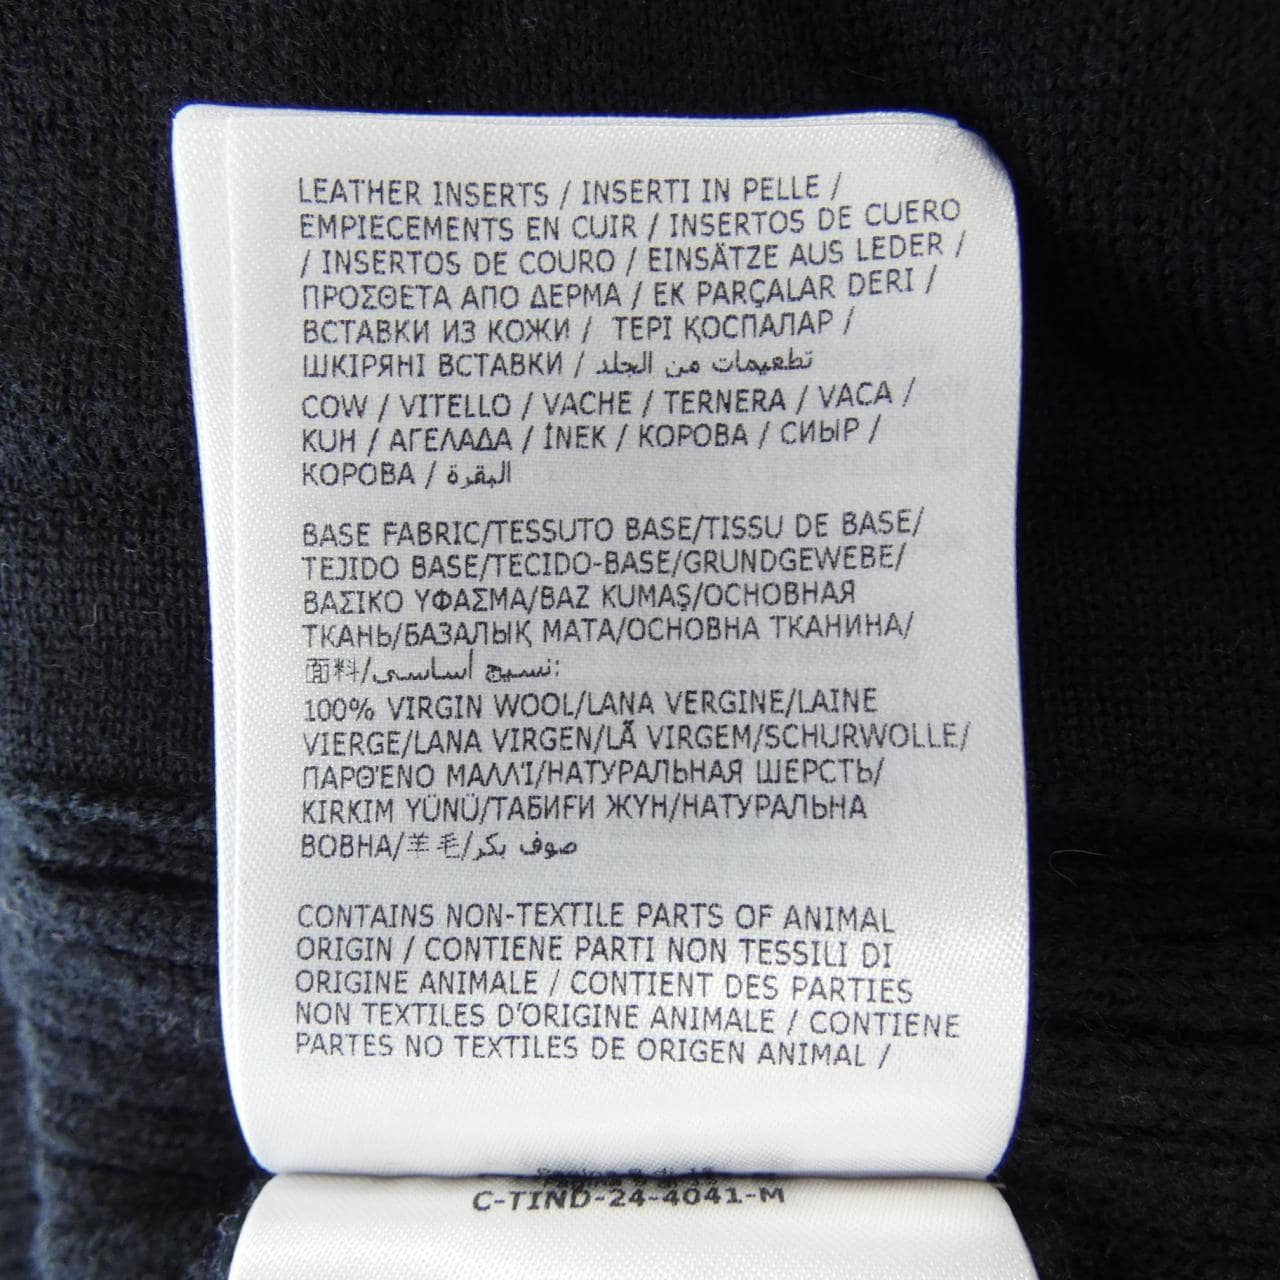 LEATHER INSERTS / INSERTI IN PELLE /
EMPIECEMENTS EN CUIR / INSERTOS DE CUERO
/ INSERTOS DE COURO / EINSÄTZE AUS LEDER /
ΠΡΟΣΘΕΤΑ ΑΠΟ ΔΕΡΜΑ / EK PARÇALAR DERI /
ВСТАВКИ ИЗ КОЖИ / ТЕРІ ҚОСПАЛАР /
ШКІРЯНІ ВСТАВКИ / تطعيمات من الجلد
COW / VITELLO / VACHE / TERNERA / VACA /
KUH / ΑΓΕΛΑΔΑ / İNEK / КОРОВА / СИЫР /
КОРОВА / البقرة
BASE FABRIC/TESSUTO BASE/TISSU DE BASE/
TEJIDO BASE/TECIDO-BASE/GRUNDGEWEBE/
ΒΑΣΙΚΟ ΥΦΑΣΜΑ/BAZ KUMAŞ/ОСНОВНАЯ
ТКАНЬ/БАЗАЛЫҚ МАТА/ОСНОВНА ТКАНИНА/
面料/نسيج أساسى:
100% VIRGIN WOOL/LANA VERGINE/LAINE
VIERGE/LANA VIRGEN/LÃ VIRGEM/SCHURWOLLE/
ΠΑΡΘΈΝΟ ΜΑΛΛΊ/НАТУРАЛЬНАЯ ШЕРСТЬ/
KIRKIM YÜNÜ/ТАБИҒИ ЖҮН/НАТУРАЛЬНА
ВОВНА/羊毛/صوف بكر
CONTAINS NON-TEXTILE PARTS OF ANIMAL
ORIGIN / CONTIENE PARTI NON TESSILI DI
ORIGINE ANIMALE / CONTIENT DES PARTIES
NON TEXTILES D'ORIGINE ANIMALE / CONTIENE
PARTES NO TEXTILES DE ORIGEN ANIMAL /
C-TIND-24-4041-M